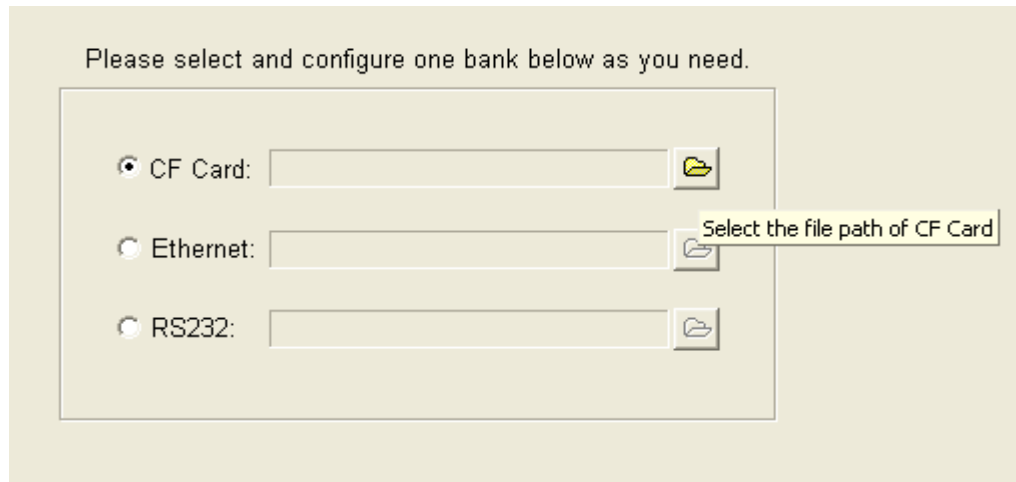 Please select and configure one bank below as you need.
CF Card:
Select the file path of CF Card
Ethernet:
RS232: